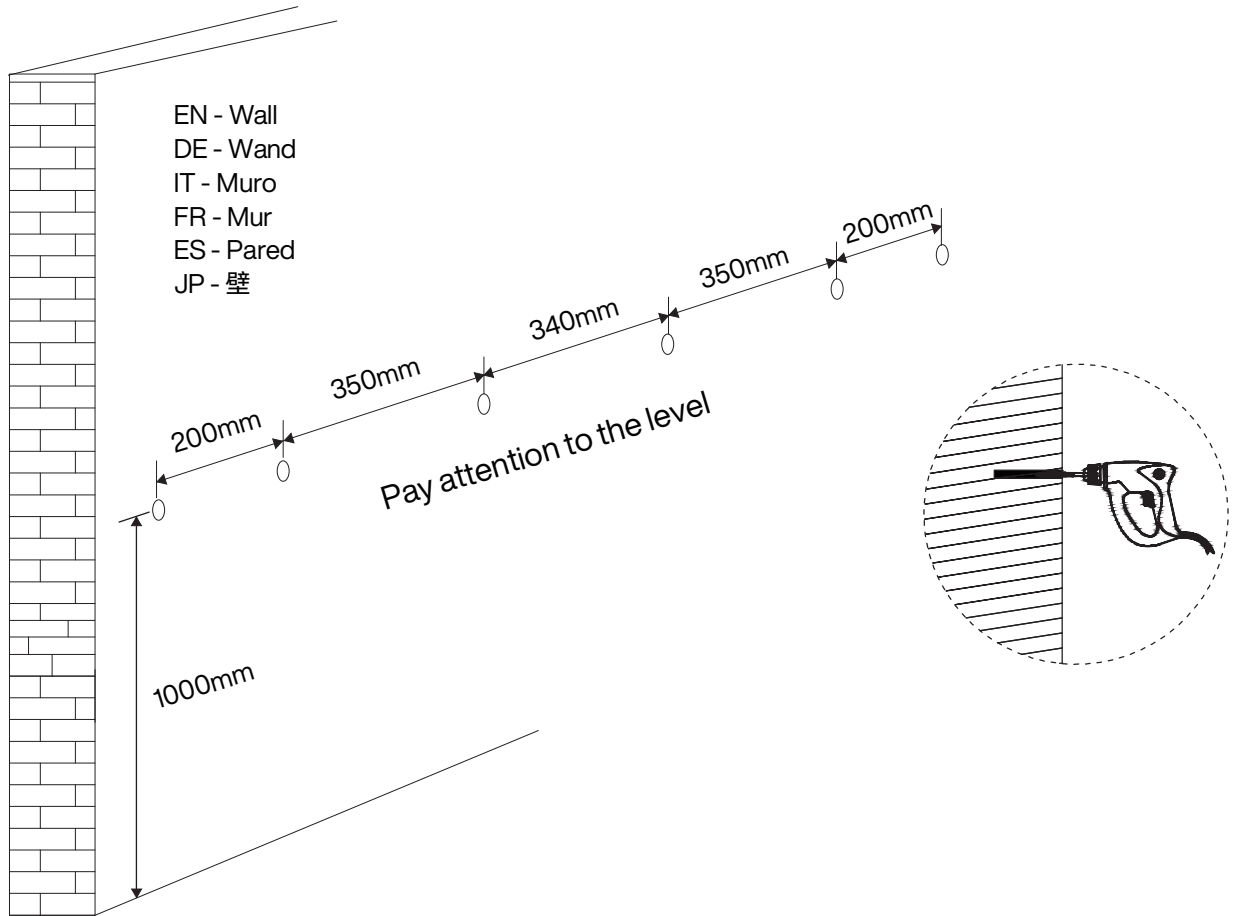 EN - Wall
DE - Wand
IT - Muro
FR - Mur
ES - Pared
JP - 壁
200mm
350mm
340mm
350mm
200mm
Pay attention to the level
1000mm